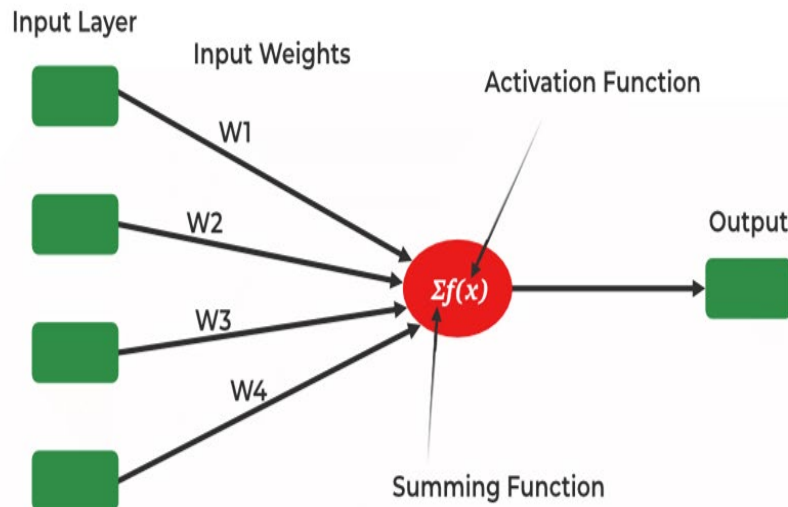 Input Layer
Input Weights
Activation Function
W1
W2
Output
Σf(x)
W3
W4
Summing Function